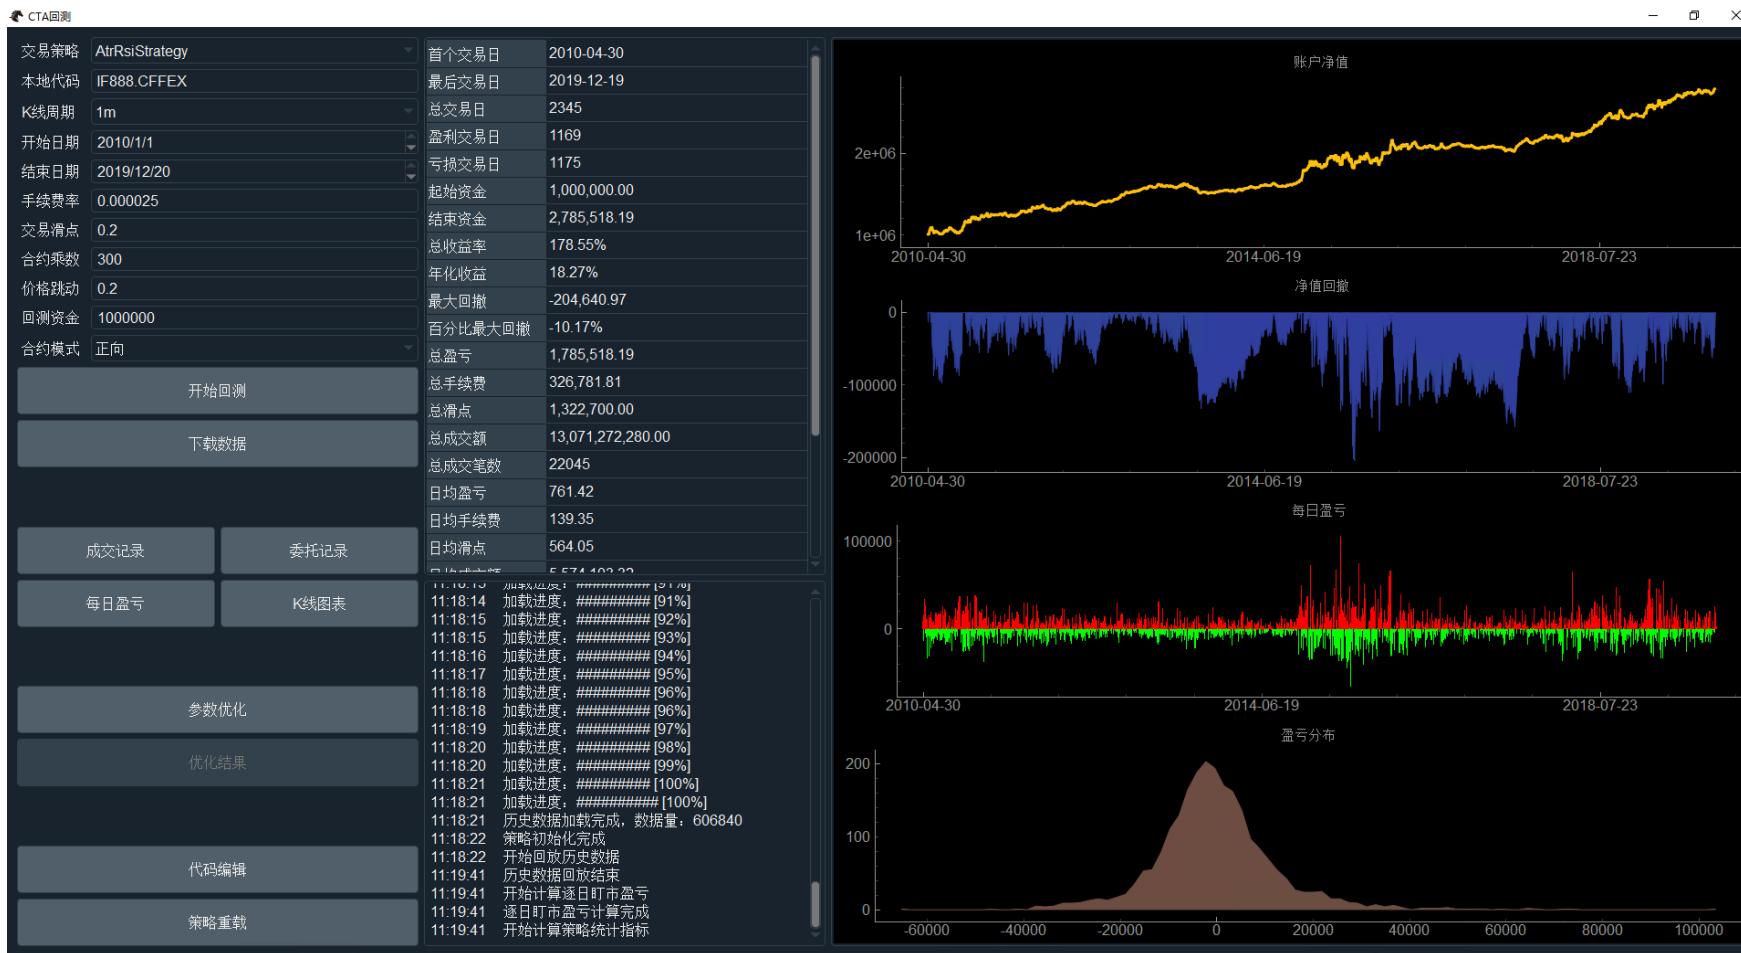 CTA回测
交易策略 AtrRsiStrategy
本地代码 IF888.CFFEX
K线周期 1m
开始日期 2010/1/1
结束日期 2019/12/20
手续费率 0.000025
交易滑点 0.2
合约乘数 300
价格跳动 0.2
回测资金 1000000
合约模式 正向
开始回测
下载数据
成交记录 委托记录
每日盈亏 K线图表
参数优化
优化结果
代码编辑
策略重载
首个交易日 2010-04-30
最后交易日 2019-12-19
总交易日 2345
盈利交易日 1169
亏损交易日 1175
起始资金 1,000,000.00
结束资金 2,785,518.19
总收益率 178.55%
年化收益 18.27%
最大回撤 -204,640.97
百分比最大回撤 -10.17%
总盈亏 1,785,518.19
总手续费 326,781.81
总滑点 1,322,700.00
总成交额 13,071,272,280.00
总成交笔数 22045
日均盈亏 761.42
日均手续费 139.35
日均滑点 564.05
11:18:14 加载进度：######### [91%]
11:18:15 加载进度：######### [92%]
11:18:15 加载进度：######### [93%]
11:18:16 加载进度：######### [94%]
11:18:17 加载进度：######### [95%]
11:18:18 加载进度：######### [96%]
11:18:18 加载进度：######### [96%]
11:18:19 加载进度：######### [97%]
11:18:20 加载进度：######### [98%]
11:18:20 加载进度：######### [99%]
11:18:21 加载进度：######### [100%]
11:18:21 加载进度：########## [100%]
11:18:21 历史数据加载完成，数据量：606840
11:18:22 策略初始化完成
11:18:22 开始回放历史数据
11:19:41 历史数据回放结束
11:19:41 开始计算逐日盯市盈亏
11:19:41 逐日盯市盈亏计算完成
11:19:41 开始计算策略统计指标
账户净值
2e+06
1e+06
2010-04-30 2014-06-19 2018-07-23
净值回撤
0
-100000
-200000
2010-04-30 2014-06-19 2018-07-23
每日盈亏
100000
0
2010-04-30 2014-06-19 2018-07-23
盈亏分布
200
100
0
-60000 -40000 -20000 0 20000 40000 60000 80000 100000